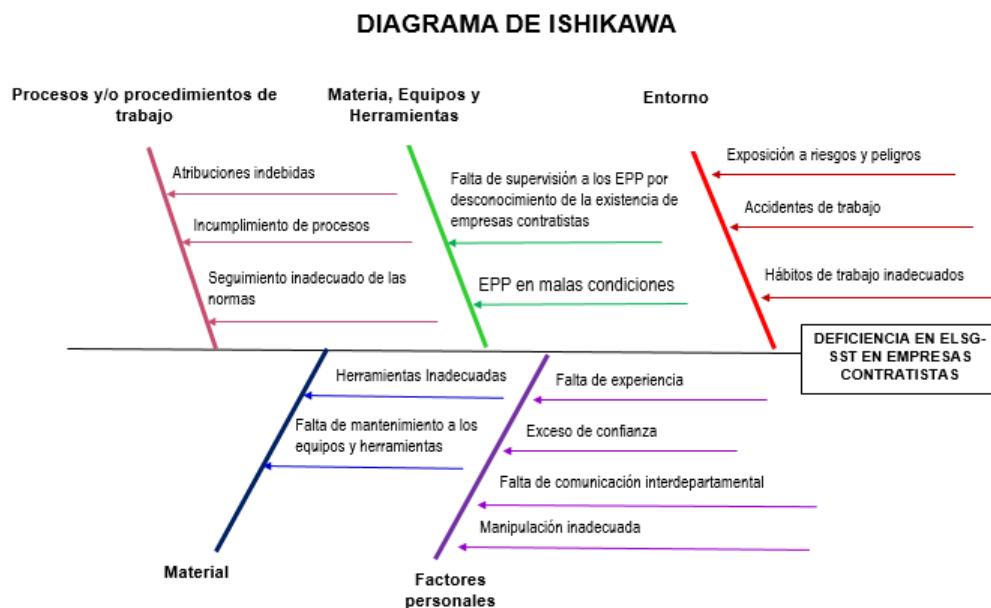 DIAGRAMA DE ISHIKAWA
Procesos y/o procedimientos de
trabajo
Materia, Equipos y
Herramientas
Entorno
Atribuciones indebidas
Incumplimiento de procesos
Seguimiento inadecuado de las
normas
Falta de supervisión a los EPP por
desconocimiento de la existencia de
empresas contratistas
EPP en malas condiciones
Exposición a riesgos y peligros
Accidentes de trabajo
Hábitos de trabajo inadecuados
DEFICIENCIA EN EL SG-
SST EN EMPRESAS
CONTRATISTAS
Herramientas Inadecuadas
Falta de mantenimiento a los
equipos y herramientas
Falta de experiencia
Exceso de confianza
Falta de comunicación interdepartamental
Manipulación inadecuada
Material
Factores
personales